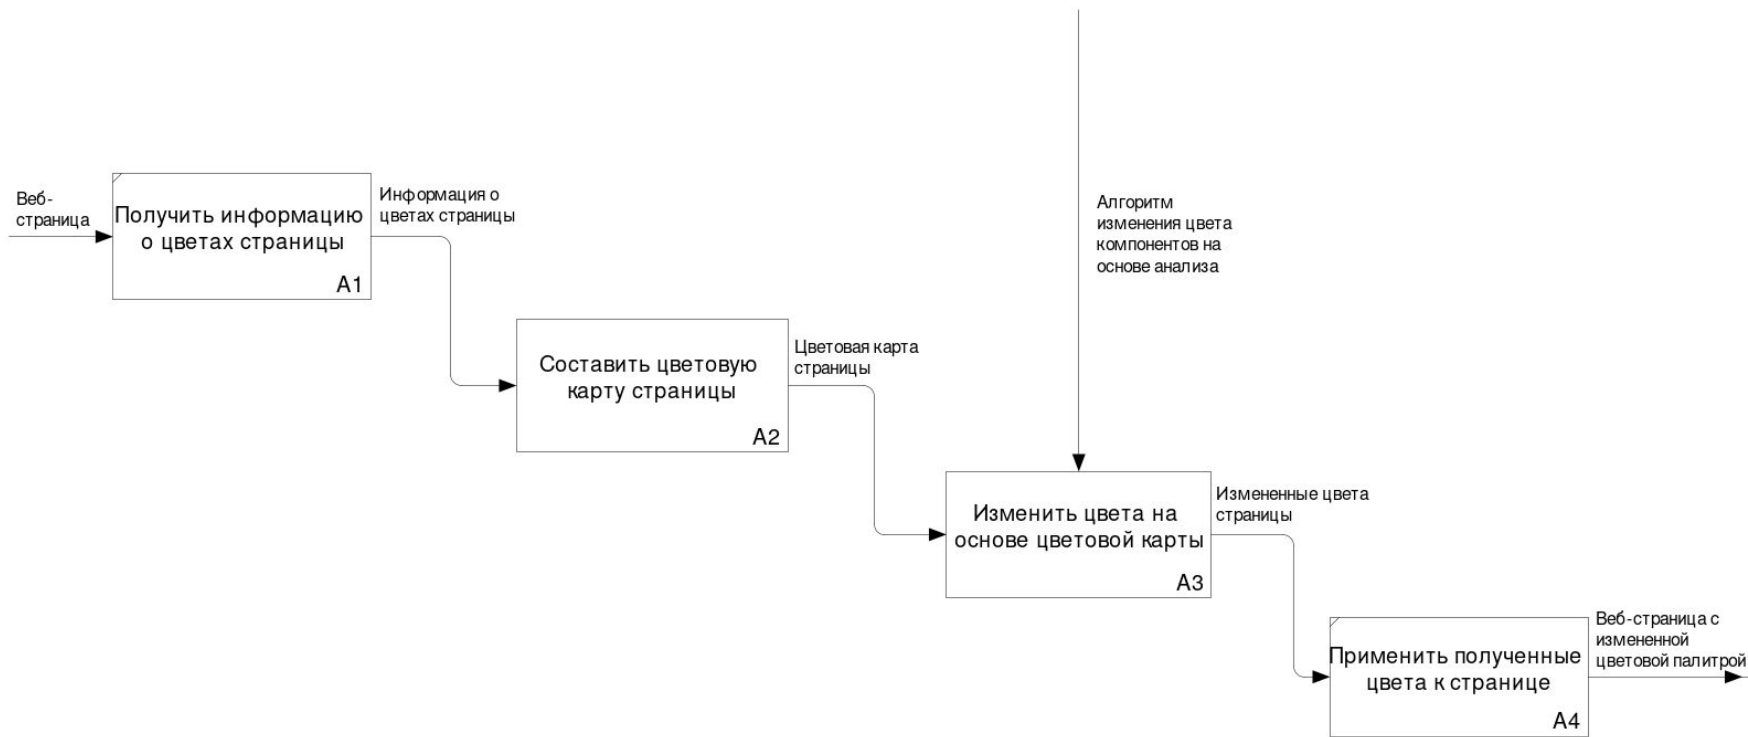 Веб-
страница
Получить информацию
о цветах страницы
A1
Информация о
цветах страницы
Составить цветовую
карту страницы
A2
Цветовая карта
страницы
Алгоритм
изменения цвета
компонентов на
основе анализа
Изменить цвета на
основе цветовой карты
A3
Измененные цвета
страницы
Применить полученные
цвета к странице
A4
Веб-страница с
измененной
цветовой палитрой